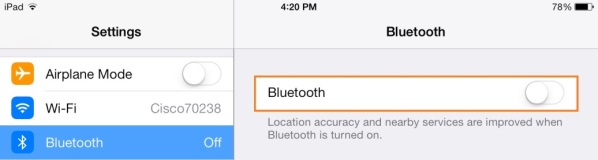 iPad 4:20 PM 78%
Settings Bluetooth
Airplane Mode
Wi-Fi Cisco70238
Bluetooth Off
Bluetooth
Location accuracy and nearby services are improved when
Bluetooth is turned on.